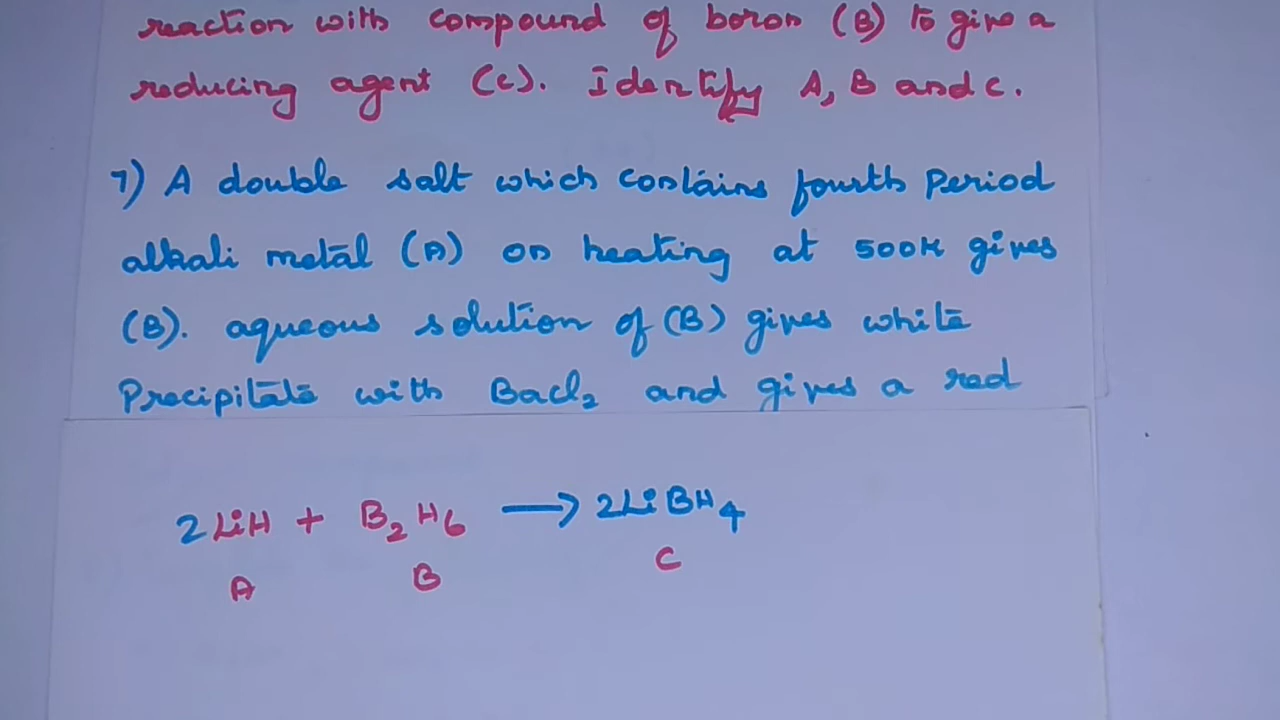 reaction with compound of boron (B) to give a
reducing agent (C). Identify A, B and C.
7) A double salt which contains fourth Period
alkali metal (A) on heating at 500K gives
(B). aqueous solution of (B) gives white
Precipitate with BaCl₂ and gives a red
2LiH + B₂H₆ ⟶ 2LiBH₄
A B C